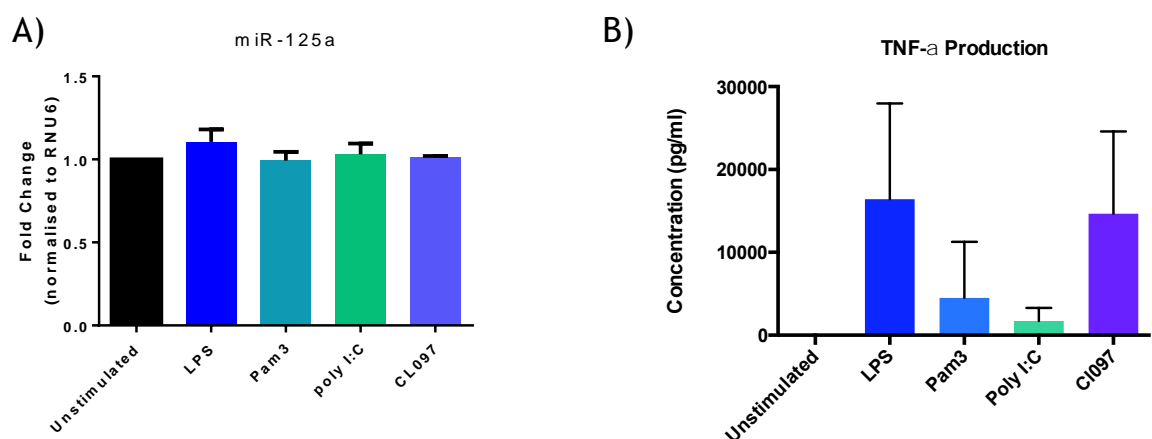 A)
miR-125a
Fold Change
(normalised to RNU6)
1.5
1.0
0.5
0.0
Unstimulated
LPS
Pam3
poly I:C
CL097
B)
TNF-a Production
Concentration (pg/ml)
30000
20000
10000
0
Unstimulated
LPS
Pam3
Poly I:C
Cl097